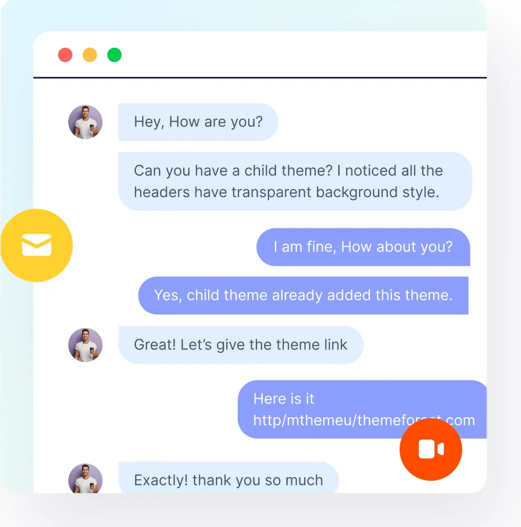 Hey, How are you?
Can you have a child theme? I noticed all the
headers have transparent background style.
I am fine, How about you?
Yes, child theme already added this theme.
Great! Let's give the theme link
Here is it
http/mthemeu/themeforest.com
Exactly! thank you so much